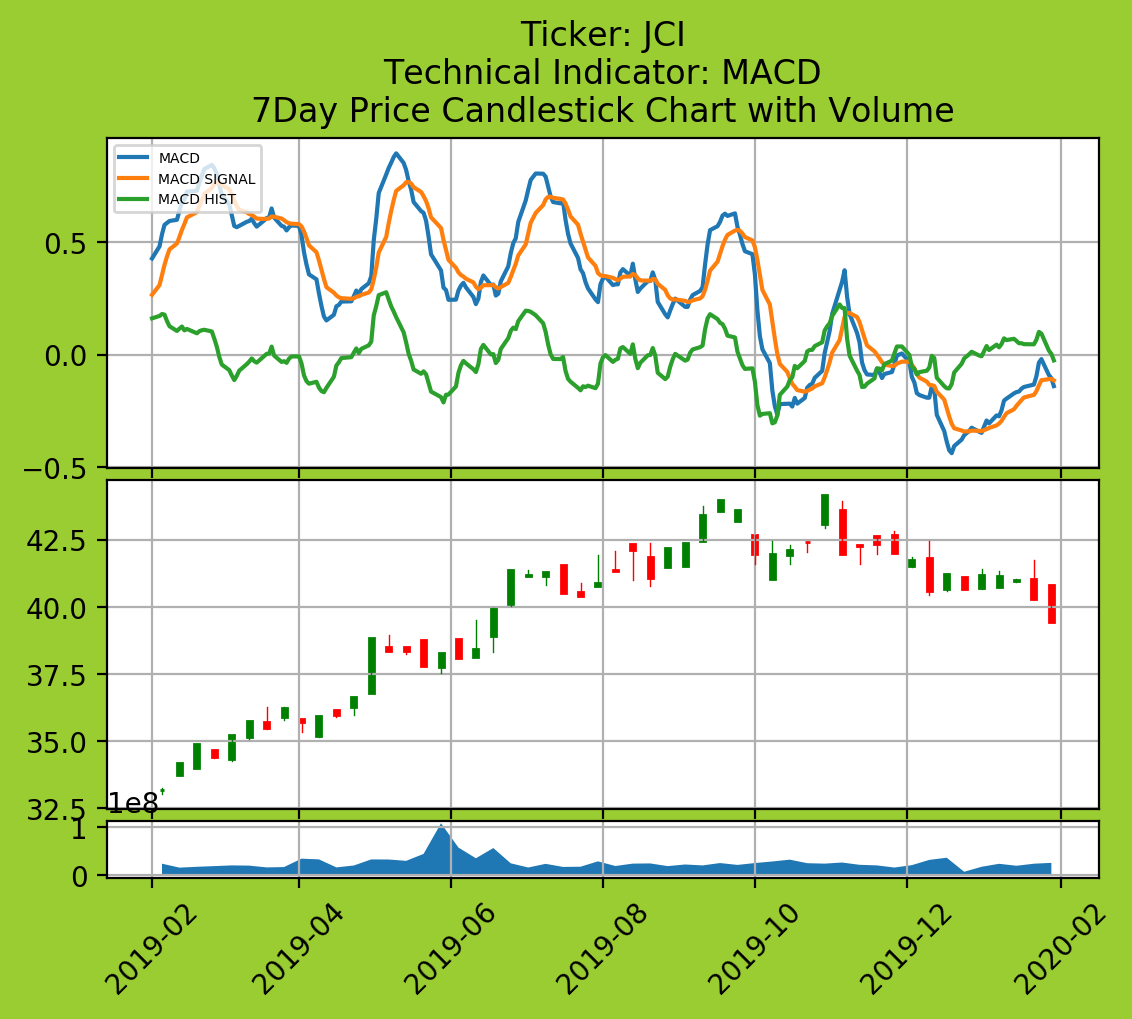 Ticker: JCI
Technical Indicator: MACD
7Day Price Candlestick Chart with Volume
MACD
MACD SIGNAL
MACD HIST
0.5
0.0
−0.5
42.5
40.0
37.5
35.0
32.5
1e8
1
0
2019-02
2019-04
2019-06
2019-08
2019-10
2019-12
2020-02